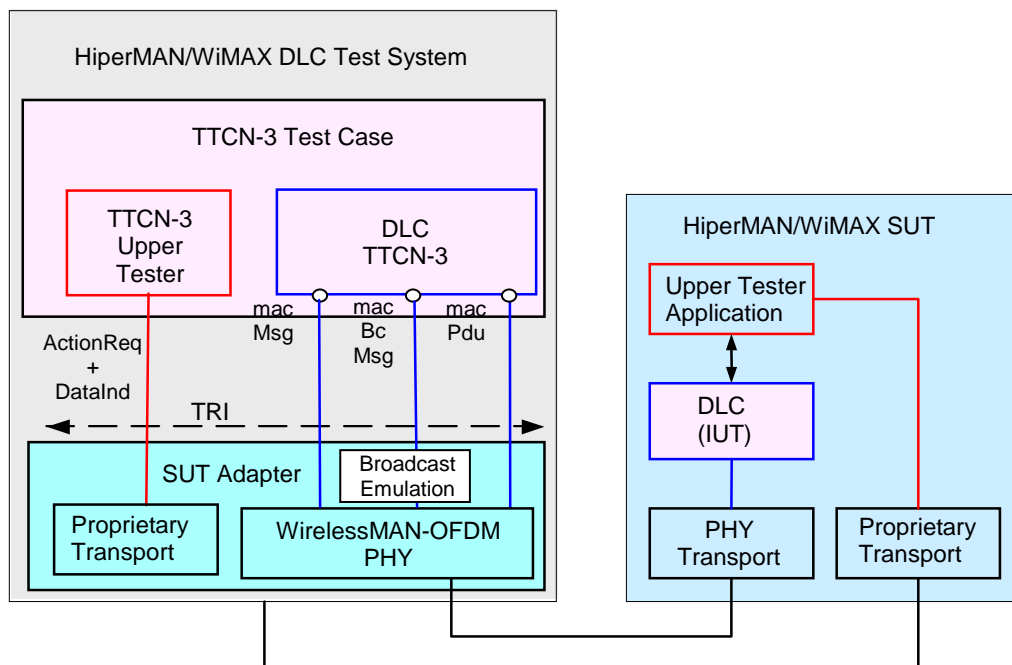 HiperMAN/WiMAX DLC Test System
TTCN-3 Test Case
TTCN-3
Upper
Tester
DLC
TTCN-3
mac
Msg
mac
Bc
Msg
mac
Pdu
ActionReq
+
DataInd
TRI
SUT Adapter
Broadcast
Emulation
Proprietary
Transport
WirelessMAN-OFDM
PHY
HiperMAN/WiMAX SUT
Upper Tester
Application
DLC
(IUT)
PHY
Transport
Proprietary
Transport